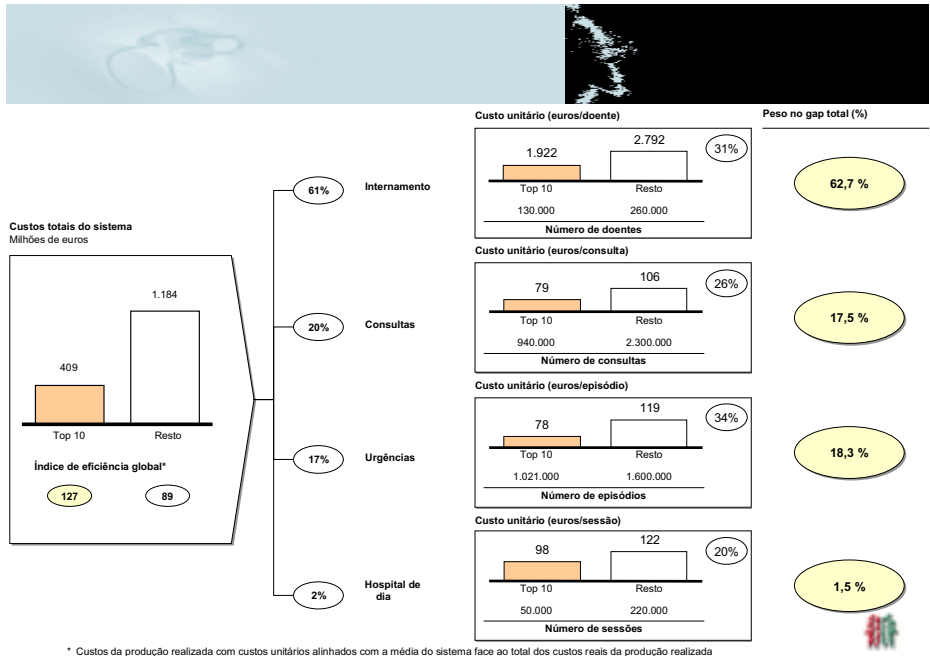 Custos totais do sistema
Milhões de euros
409
1.184
Top 10
Resto
Índice de eficiência global*
127
89
61%
Internamento
20%
Consultas
17%
Urgências
2%
Hospital de
dia
Custo unitário (euros/doente)
1.922
2.792
31%
Top 10
Resto
130.000
260.000
Número de doentes
Custo unitário (euros/consulta)
79
106
26%
Top 10
Resto
940.000
2.300.000
Número de consultas
Custo unitário (euros/episódio)
78
119
34%
Top 10
Resto
1.021.000
1.600.000
Número de episódios
Custo unitário (euros/sessão)
98
122
20%
Top 10
Resto
50.000
220.000
Número de sessões
Peso no gap total (%)
62,7 %
17,5 %
18,3 %
1,5 %
* Custos da produção realizada com custos unitários alinhados com a média do sistema face ao total dos custos reais da produção realizada